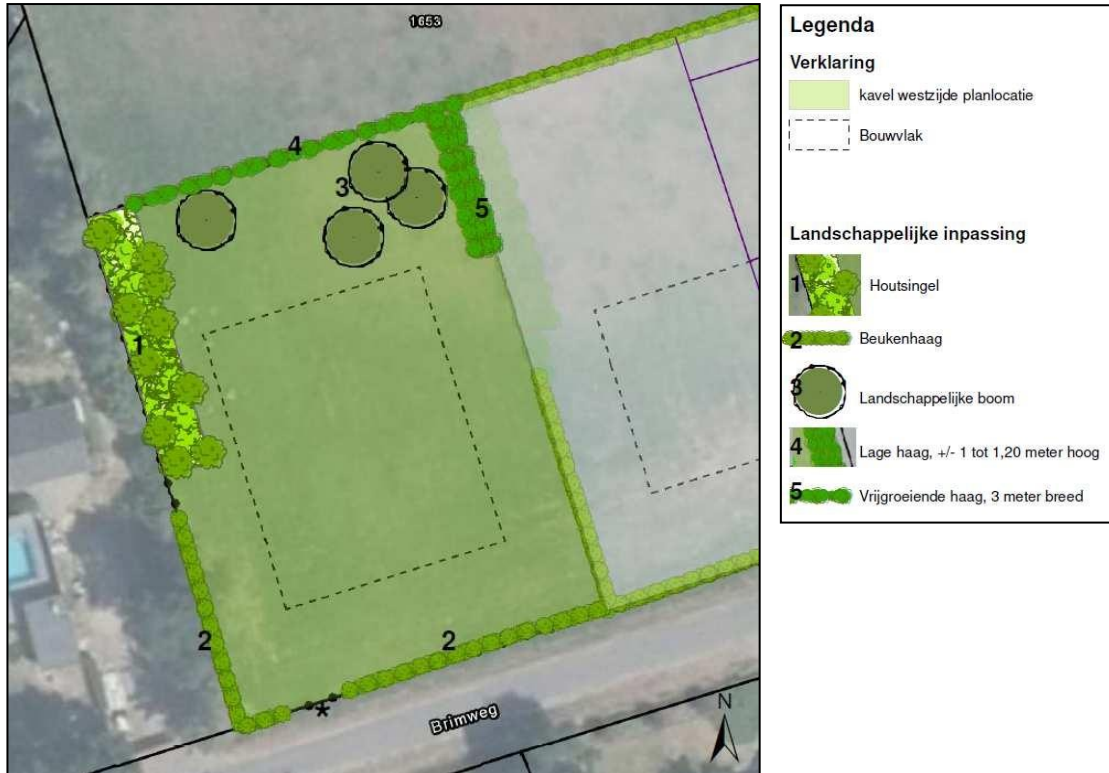 1653
4
3
5
1
2
2
*
Brimweg
N
Legenda
Verklaring
kavel westzijde planlocatie
Bouwvlak
Landschappelijke inpassing
1 Houtsingel
2 Beukenhaag
3 Landschappelijke boom
4 Lage haag, +/- 1 tot 1,20 meter hoog
5 Vrijgroeiende haag, 3 meter breed